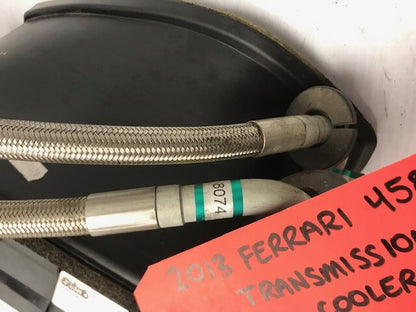 8074
2013 FERRARI 458
TRANSMISSION
COOLER